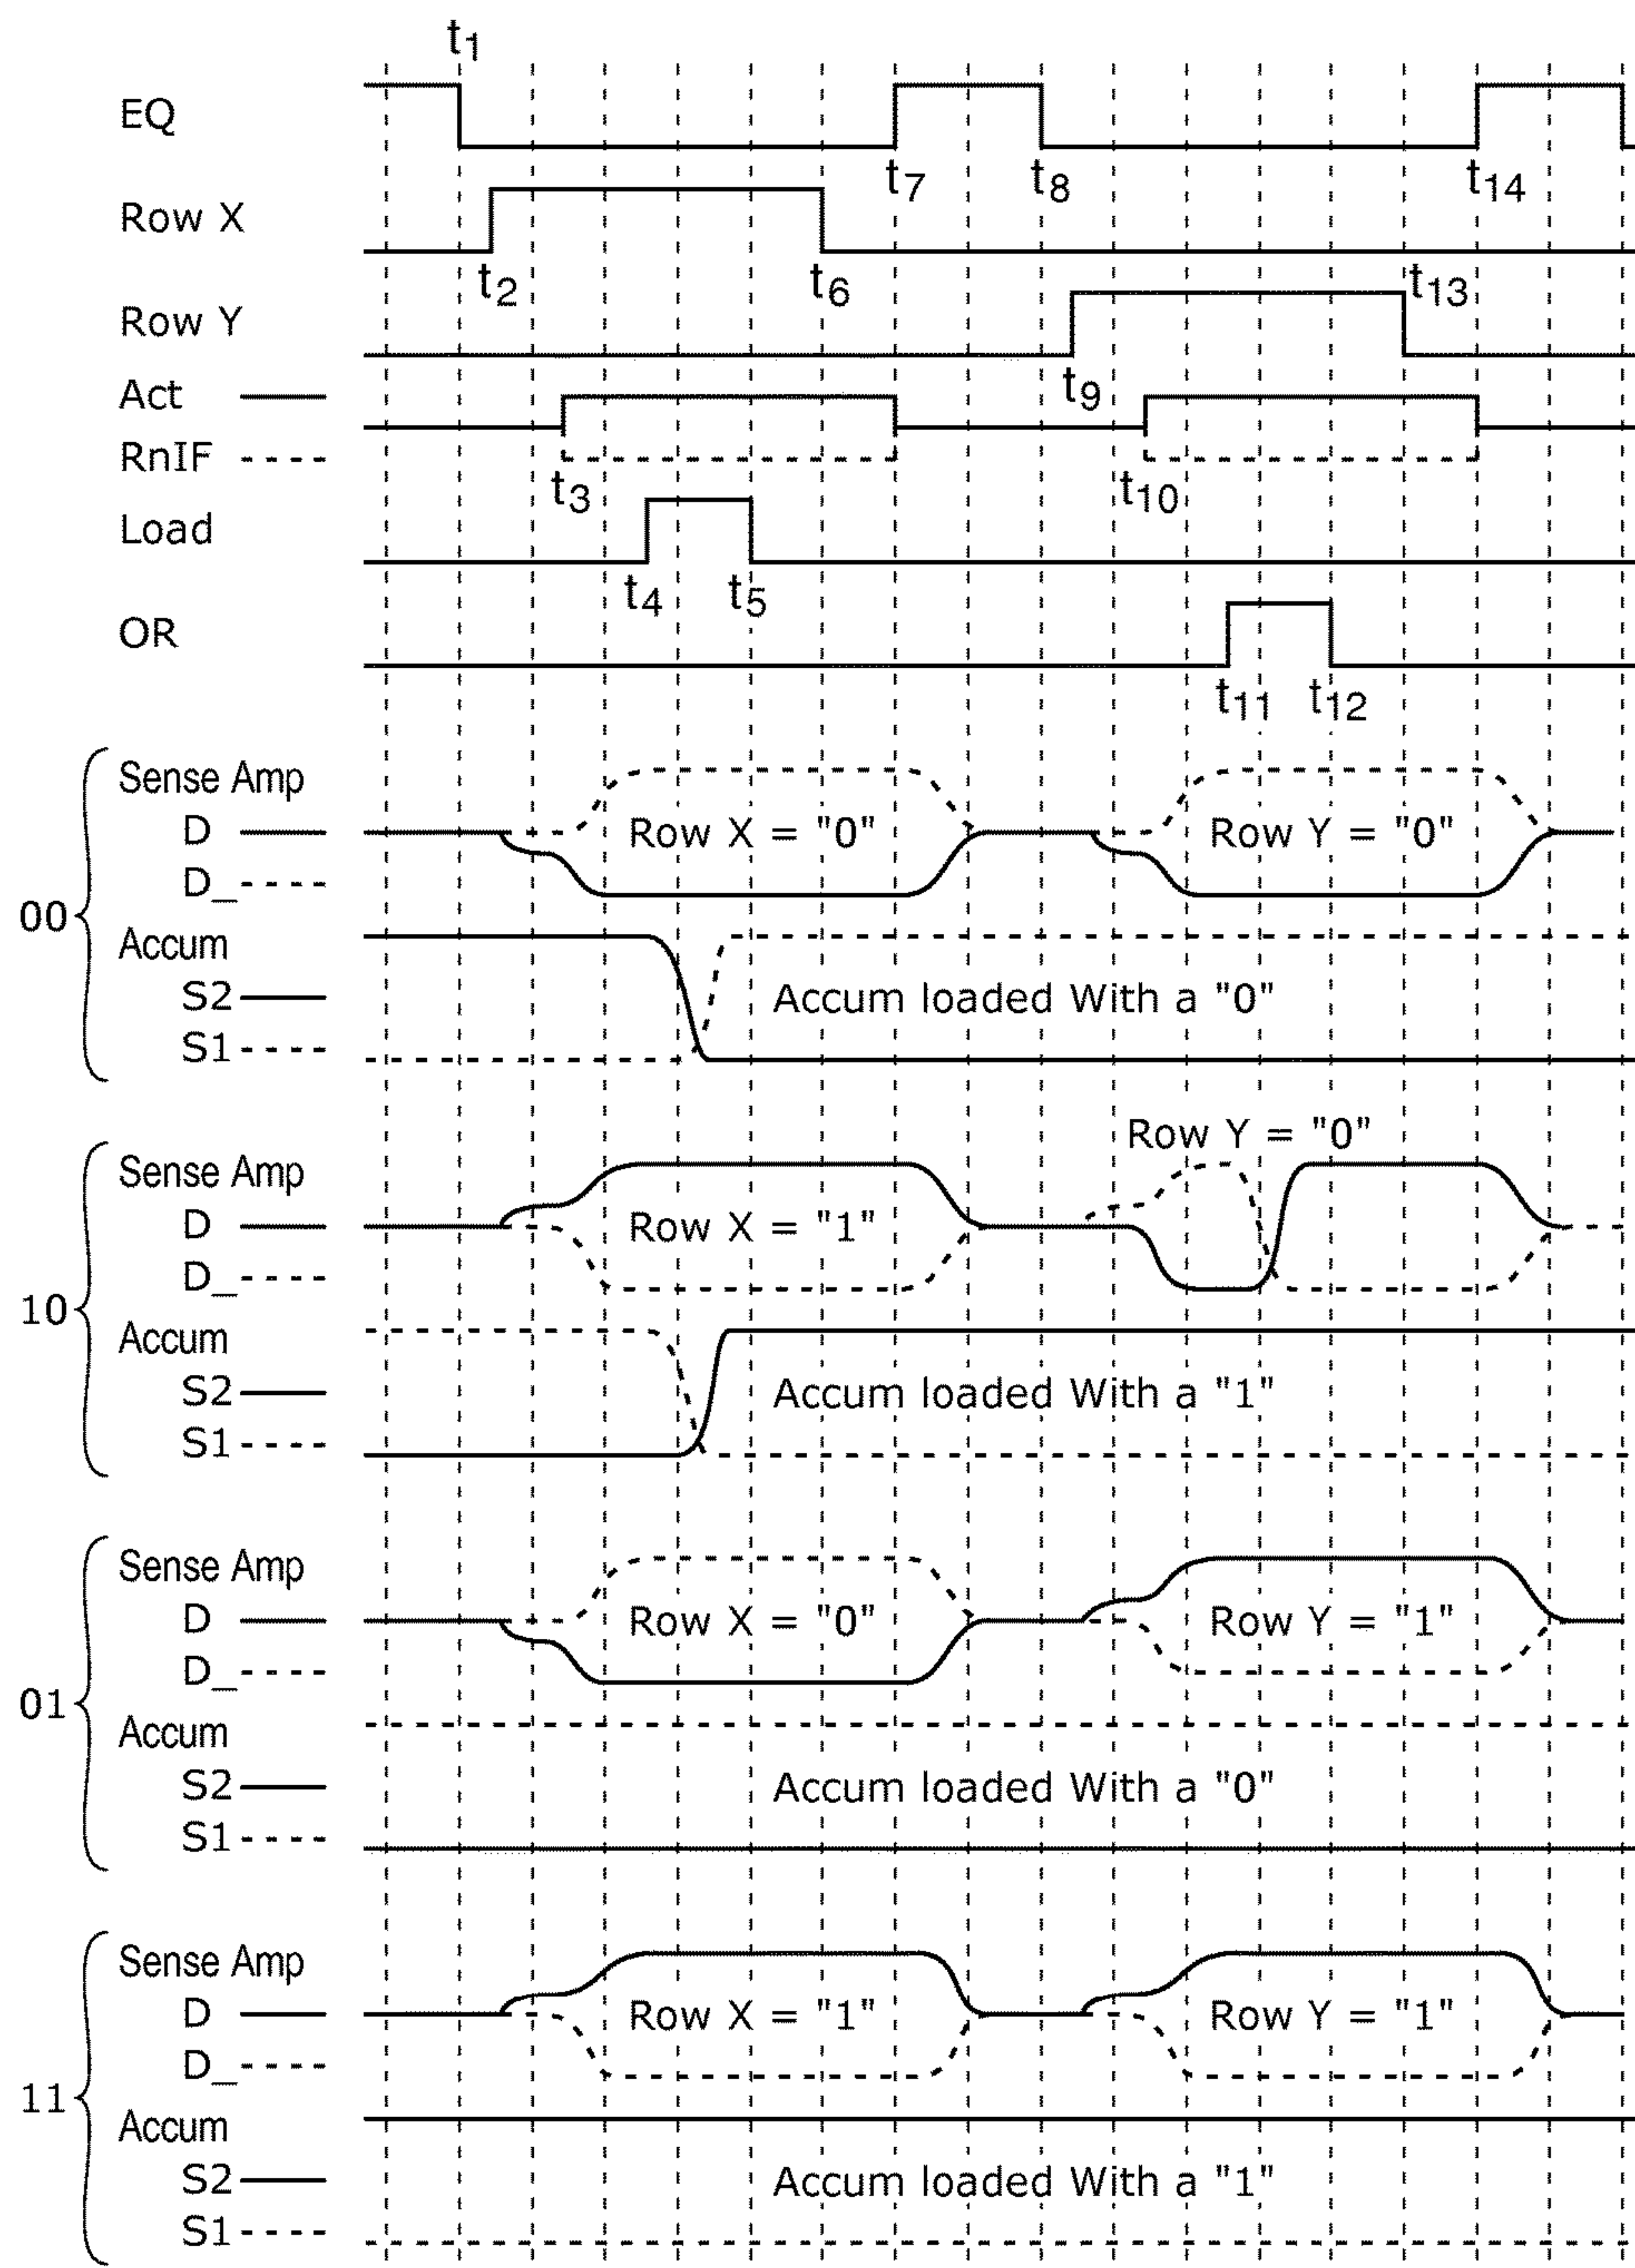 t1
EQ
t7 t8 t14
Row X
t2 t6 t13
Row Y
t9
Act
RnIF
t3 t10
Load
t4 t5
OR
t11 t12
Sense Amp
D Row X = "0" Row Y = "0"
D_
00
Accum
S2 Accum loaded With a "0"
S1
Row Y = "0"
Sense Amp
D Row X = "1"
D_
10
Accum
S2 Accum loaded With a "1"
S1
Sense Amp
D Row X = "0" Row Y = "1"
D_
01
Accum
S2 Accum loaded With a "0"
S1
Sense Amp
D Row X = "1" Row Y = "1"
D_
11
Accum
S2 Accum loaded With a "1"
S1